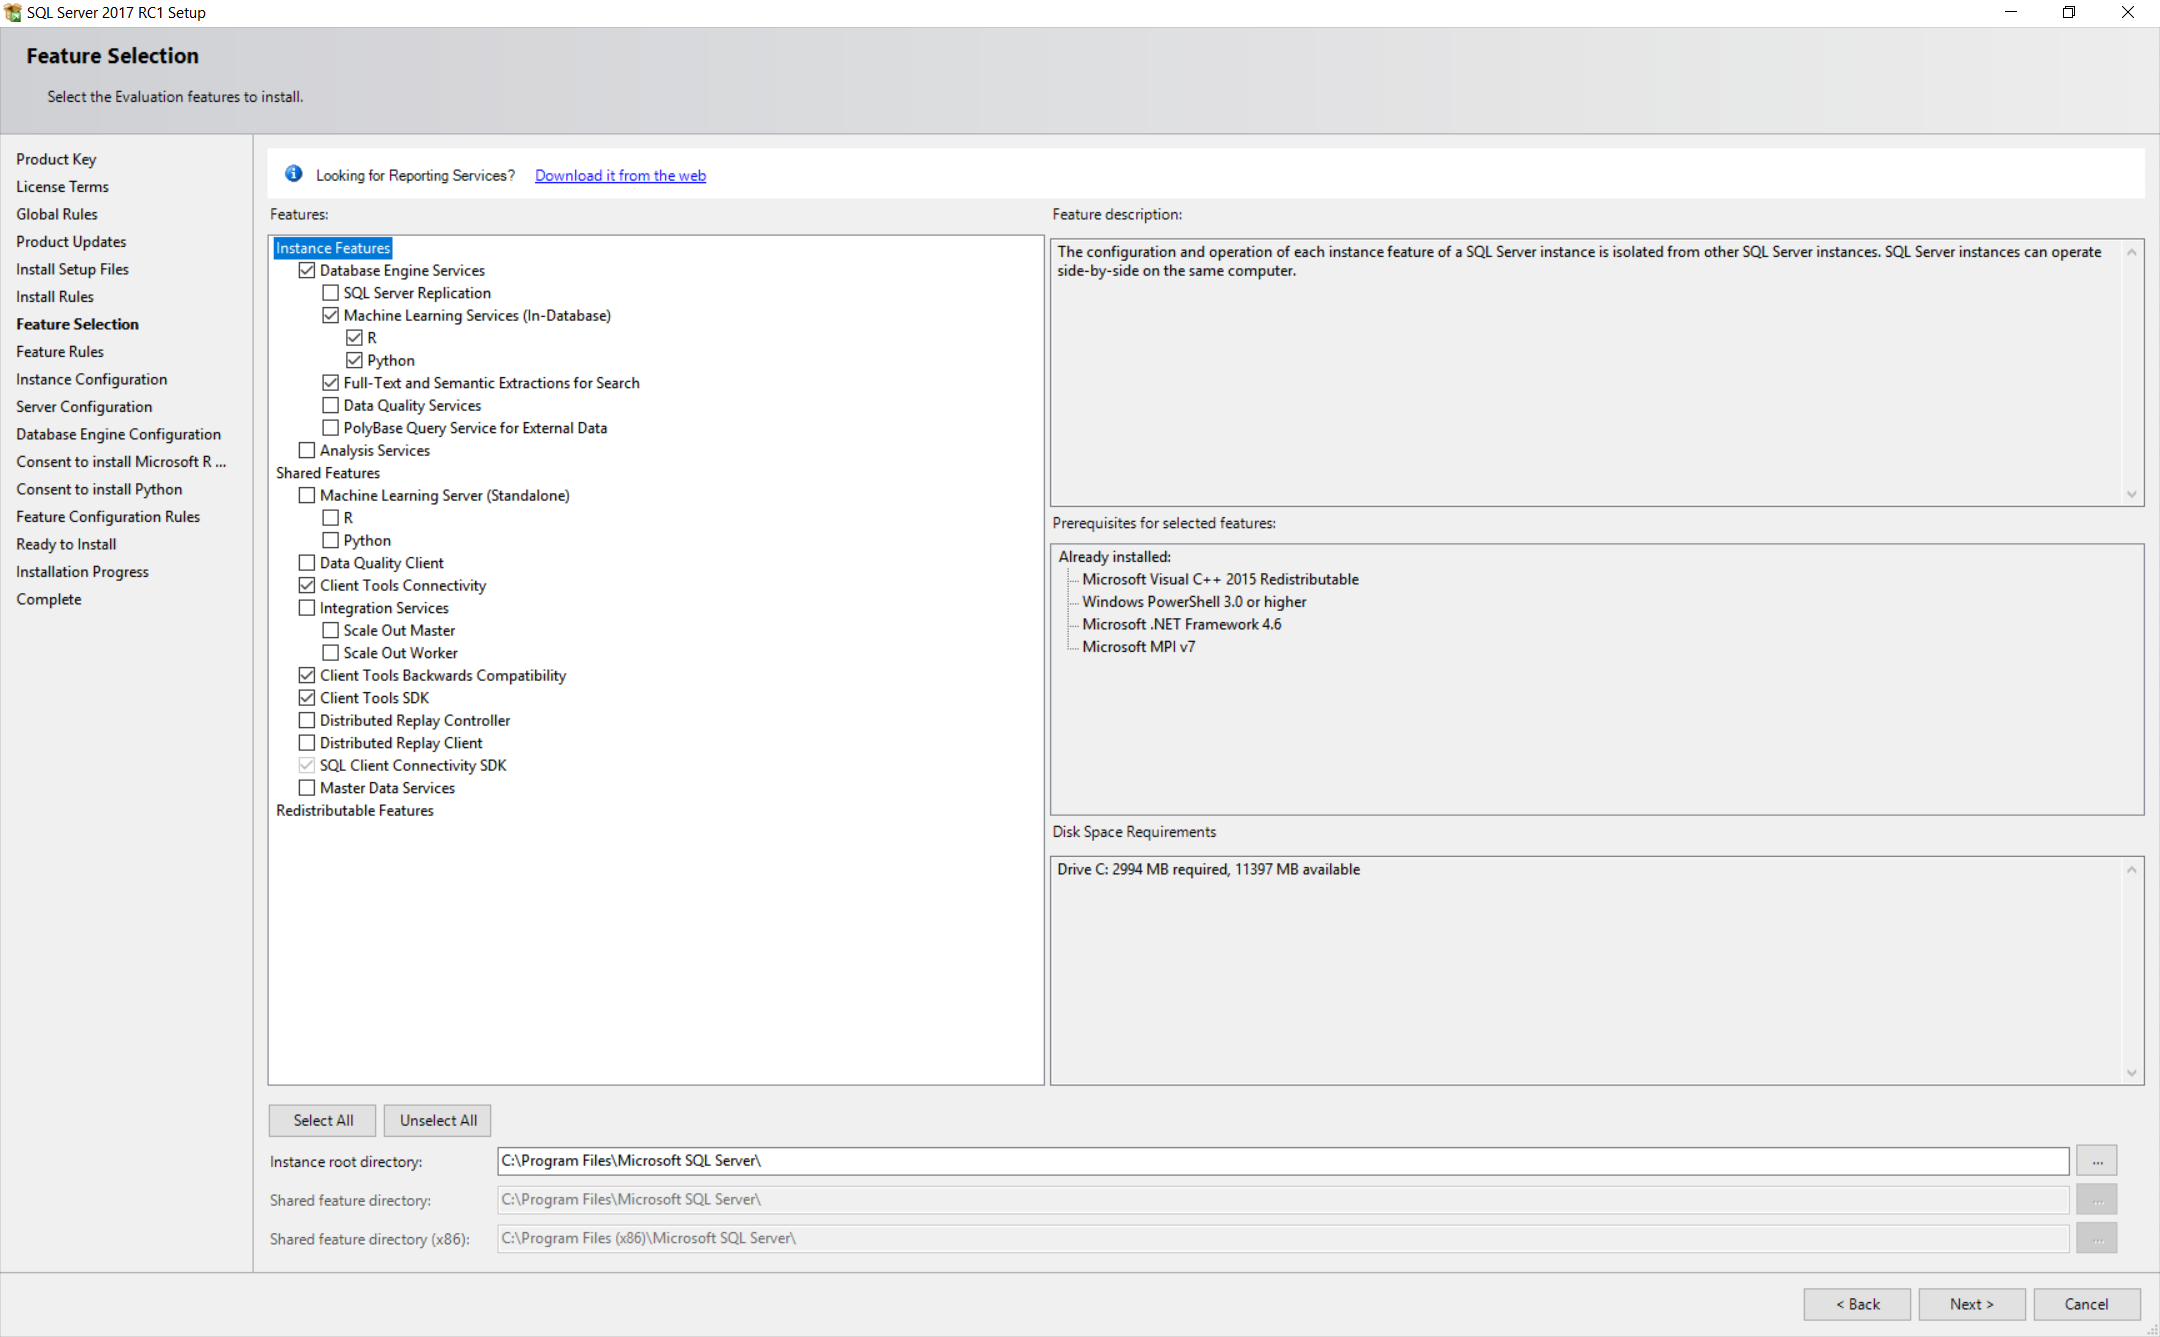 SQL Server 2017 RC1 Setup
Feature Selection
Select the Evaluation features to install.
Product Key
License Terms
Global Rules
Product Updates
Install Setup Files
Install Rules
Feature Selection
Feature Rules
Instance Configuration
Server Configuration
Database Engine Configuration
Consent to install Microsoft R ...
Consent to install Python
Feature Configuration Rules
Ready to Install
Installation Progress
Complete
Looking for Reporting Services? Download it from the web
Features:
Instance Features
Database Engine Services
SQL Server Replication
Machine Learning Services (In-Database)
R
Python
Full-Text and Semantic Extractions for Search
Data Quality Services
PolyBase Query Service for External Data
Analysis Services
Shared Features
Machine Learning Server (Standalone)
R
Python
Data Quality Client
Client Tools Connectivity
Integration Services
Scale Out Master
Scale Out Worker
Client Tools Backwards Compatibility
Client Tools SDK
Distributed Replay Controller
Distributed Replay Client
SQL Client Connectivity SDK
Master Data Services
Redistributable Features
Feature description:
The configuration and operation of each instance feature of a SQL Server instance is isolated from other SQL Server instances. SQL Server instances can operate
side-by-side on the same computer.
Prerequisites for selected features:
Already installed:
Microsoft Visual C++ 2015 Redistributable
Windows PowerShell 3.0 or higher
Microsoft .NET Framework 4.6
Microsoft MPI v7
Disk Space Requirements
Drive C: 2994 MB required, 11397 MB available
Select All
Unselect All
Instance root directory: C:\Program Files\Microsoft SQL Server\ ...
Shared feature directory: C:\Program Files\Microsoft SQL Server\ ...
Shared feature directory (x86): C:\Program Files (x86)\Microsoft SQL Server\ ...
< Back
Next >
Cancel